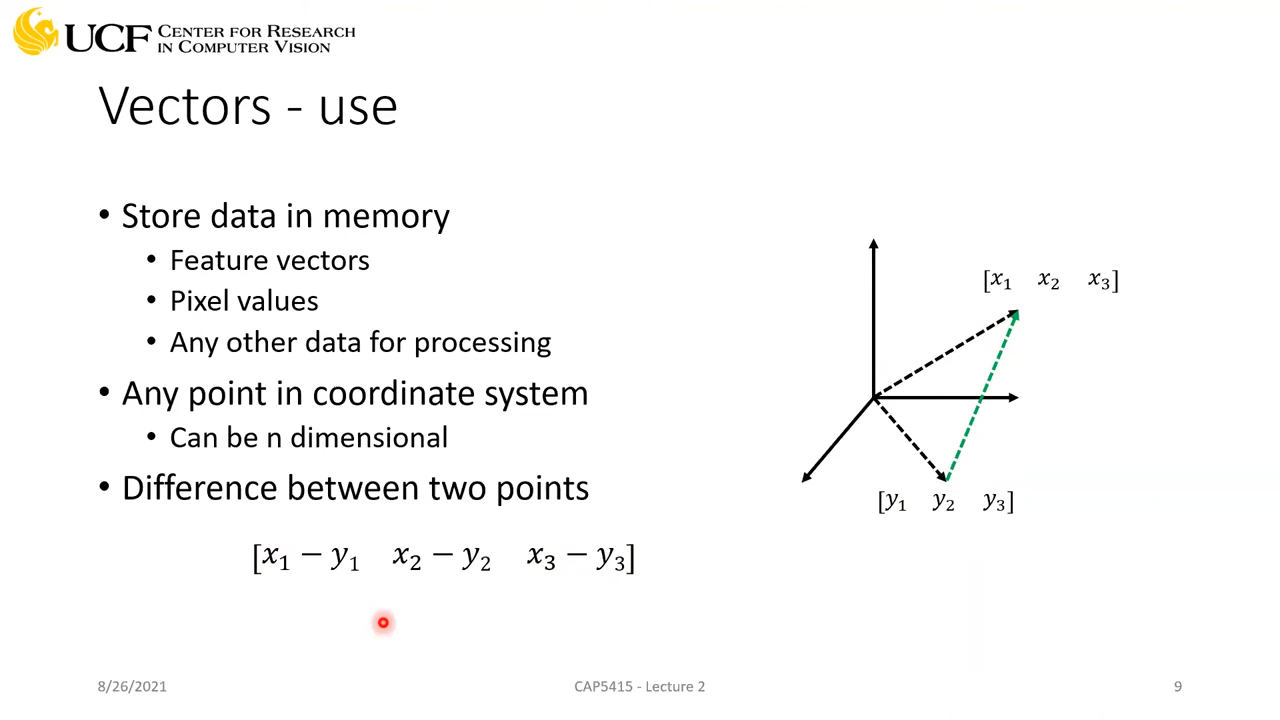 UCF CENTER FOR RESEARCH
IN COMPUTER VISION
Vectors - use
• Store data in memory
• Feature vectors
• Pixel values
• Any other data for processing
• Any point in coordinate system
• Can be n dimensional
• Difference between two points
[x₁ − y₁ x₂ − y₂ x₃ − y₃]
[x₁ x₂ x₃]
[y₁ y₂ y₃]
8/26/2021
CAP5415 - Lecture 2
9